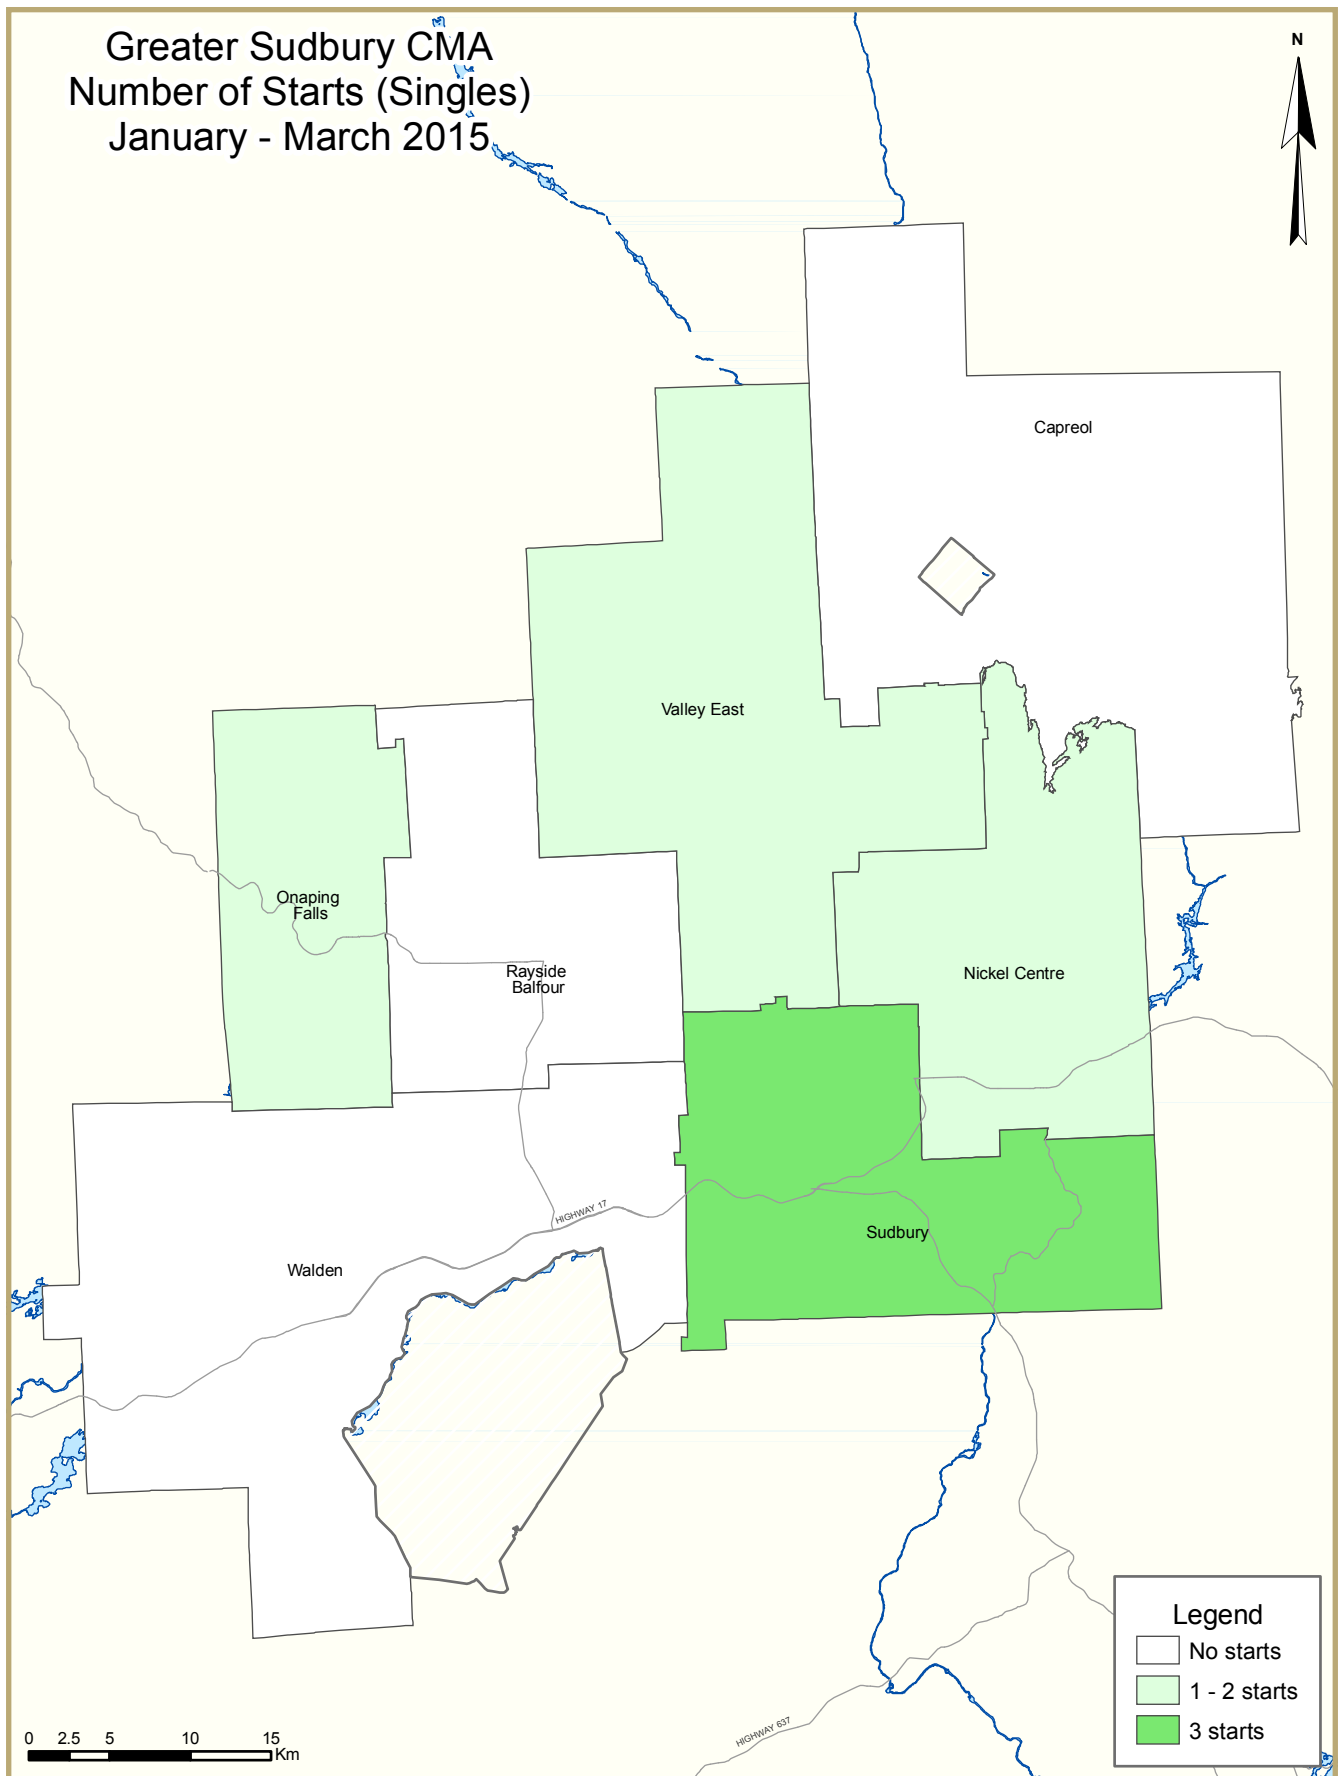 Greater Sudbury CMA
Number of Starts (Singles)
January - March 2015
N
Capreol
Valley East
Onaping
Falls
Rayside
Balfour
Nickel Centre
HIGHWAY 17
Sudbury
Walden
HIGHWAY 637
Legend
No starts
1 - 2 starts
3 starts
0 2.5 5 10 15
Km